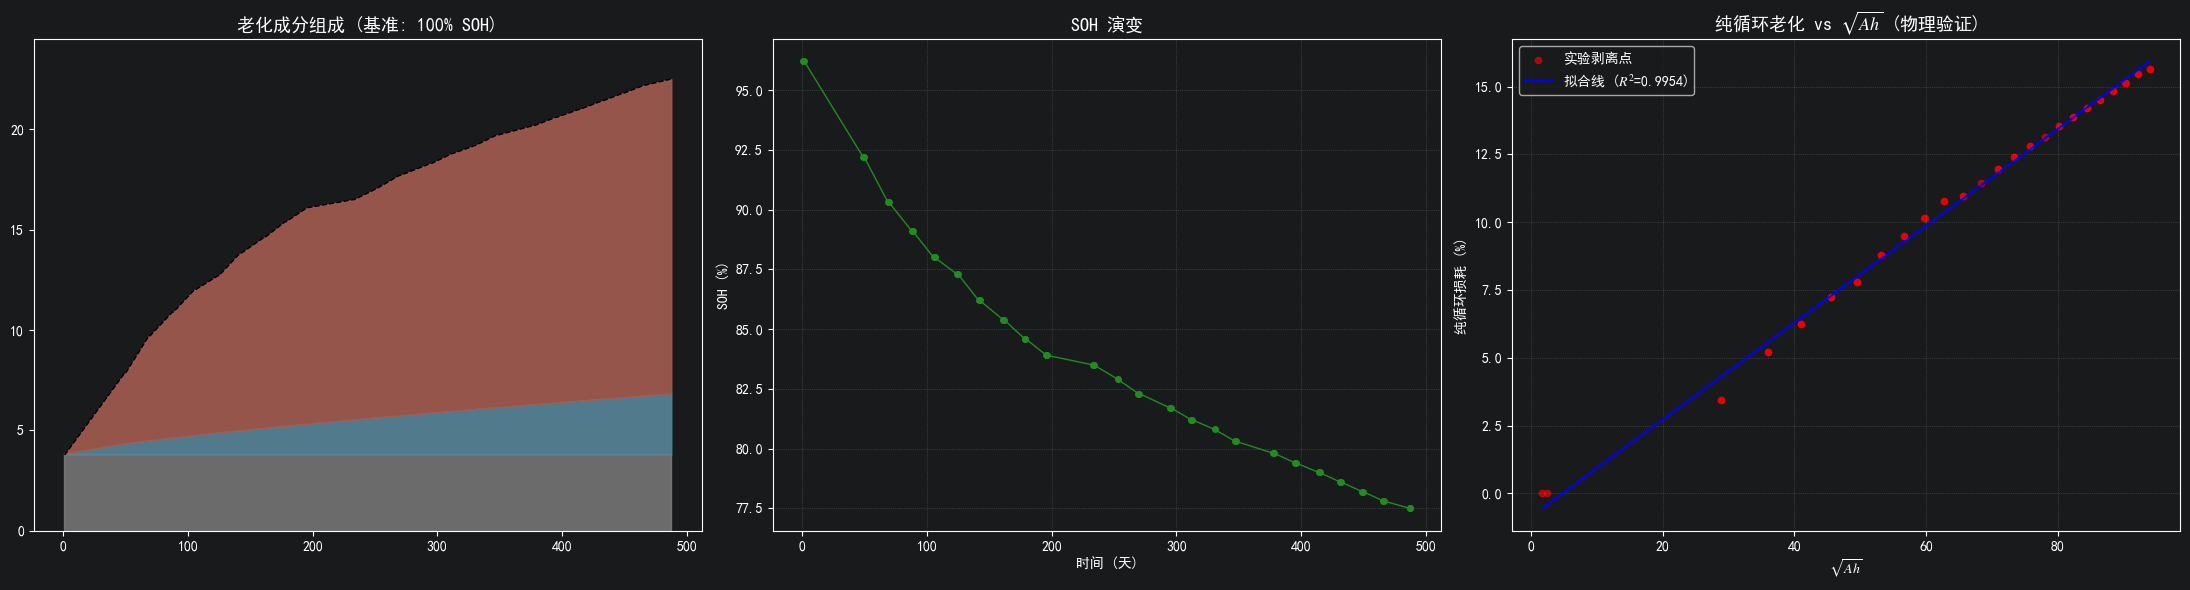 老化成分组成 (基准: 100% SOH)
20
15
10
5
0
0 100 200 300 400 500
SOH 演变
SOH (%)
95.0
92.5
90.0
87.5
85.0
82.5
80.0
77.5
0 100 200 300 400 500
时间 (天)
纯循环老化 vs √Ah (物理验证)
实验剥离点
拟合线 (R²=0.9954)
纯循环损耗 (%)
15.0
12.5
10.0
7.5
5.0
2.5
0.0
0 20 40 60 80
√Ah